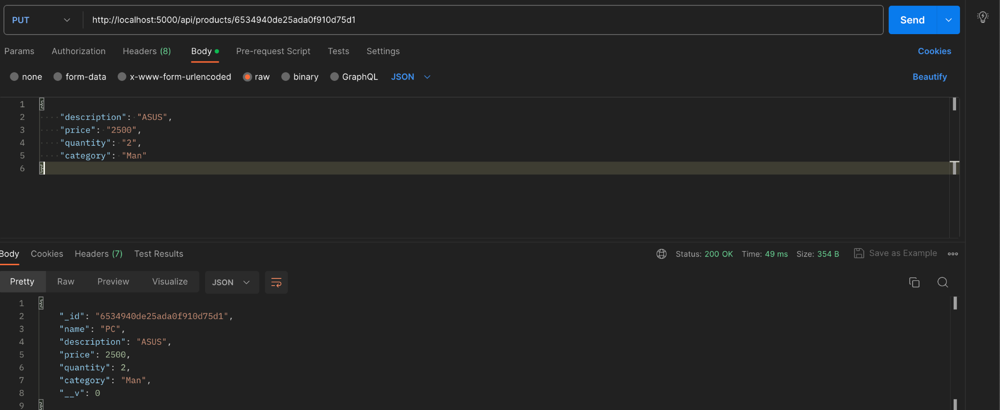 PUT http://localhost:5000/api/products/6534940de25ada0f910d75d1 Send
Params Authorization Headers (8) Body Pre-request Script Tests Settings Cookies
none form-data x-www-form-urlencoded raw binary GraphQL JSON Beautify
1 {
2 "description": "ASUS",
3 "price": "2500",
4 "quantity": "2",
5 "category": "Man"
6 }
Body Cookies Headers (7) Test Results Status: 200 OK Time: 49 ms Size: 354 B Save as Example
Pretty Raw Preview Visualize JSON
1 {
2 "_id": "6534940de25ada0f910d75d1",
3 "name": "PC",
4 "description": "ASUS",
5 "price": 2500,
6 "quantity": 2,
7 "category": "Man",
8 "__v": 0
9 }